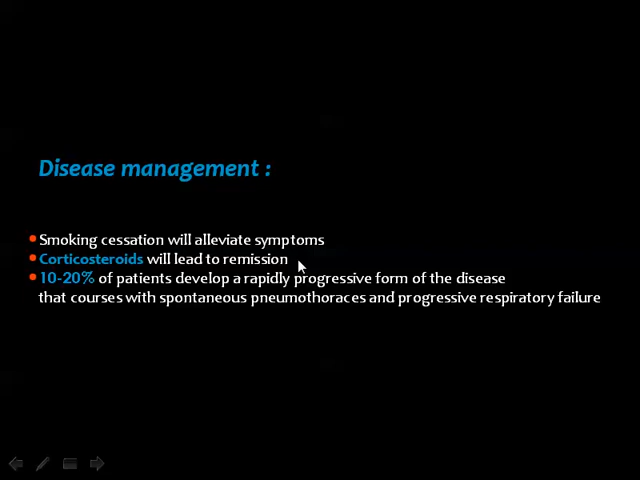 Disease management :
•Smoking cessation will alleviate symptoms
•Corticosteroids will lead to remission
•10-20% of patients develop a rapidly progressive form of the disease
that courses with spontaneous pneumothoraces and progressive respiratory failure